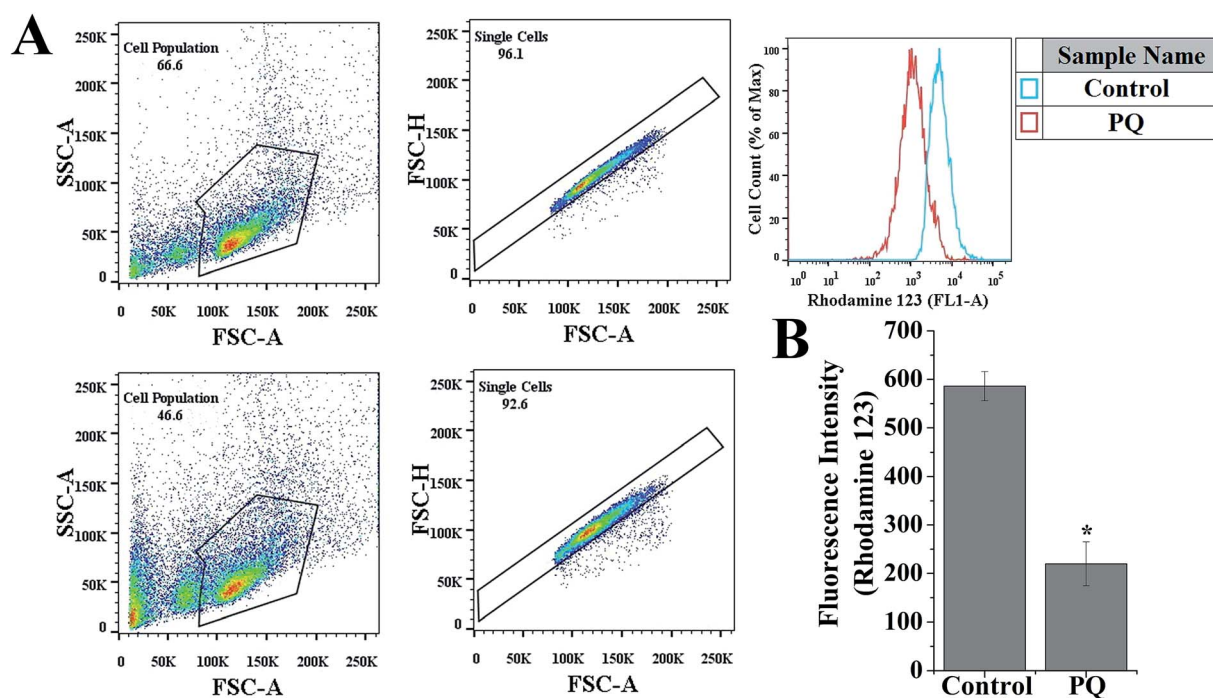 A
Cell Population
66.6
SSC-A
250K
200K
150K
100K
50K
0
0 50K 100K 150K 200K 250K
FSC-A
Single Cells
96.1
FSC-H
250K
200K
150K
100K
50K
0
0 50K 100K 150K 200K 250K
FSC-A
Cell Count (% of Max)
100
80
60
40
20
0
10^0 10^1 10^2 10^3 10^4 10^5
Rhodamine 123 (FL1-A)
Sample Name
Control
PQ
Cell Population
46.6
SSC-A
250K
200K
150K
100K
50K
0
0 50K 100K 150K 200K 250K
FSC-A
Single Cells
92.6
FSC-H
250K
200K
150K
100K
50K
0
0 50K 100K 150K 200K 250K
FSC-A
B
Fluorescence Intensity
(Rhodamine 123)
700
600
500
400
300
200
100
0
*
Control PQ